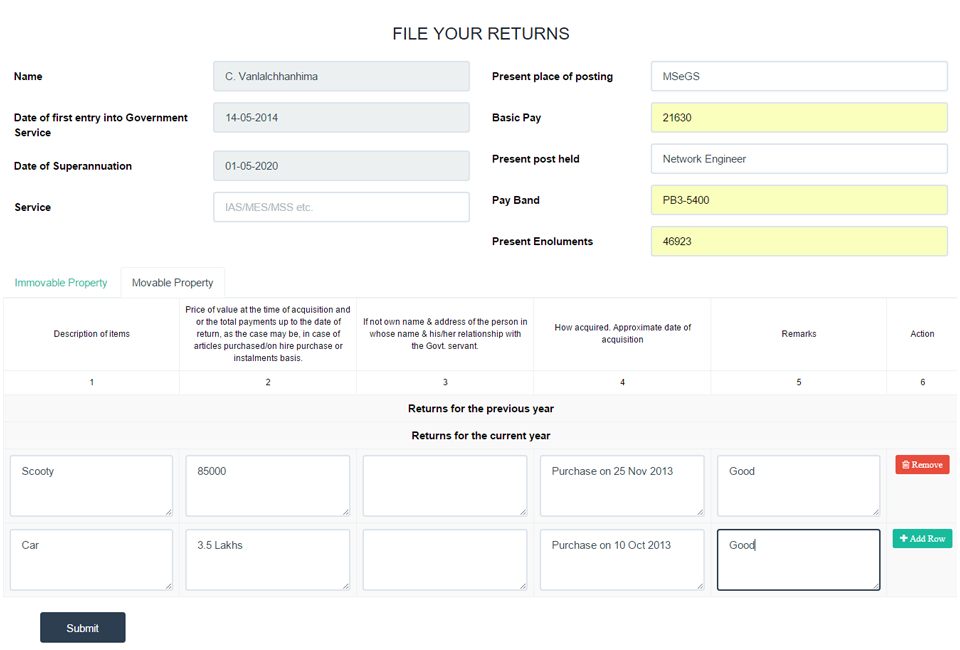 FILE YOUR RETURNS
Name
C. Vanlalchhanhima
Date of first entry into Government
Service
14-05-2014
Date of Superannuation
01-05-2020
Service
IAS/MES/MSS etc.
Present place of posting
MSeGS
Basic Pay
21630
Present post held
Network Engineer
Pay Band
PB3-5400
Present Enoluments
46923
Immovable Property
Movable Property
Description of items
Price of value at the time of acquisition and
or the total payments up to the date of
return, as the case may be, in case of
articles purchased/on hire purchase or
instalments basis.
If not own name & address of the person in
whose name & his/her relationship with
the Govt. servant.
How acquired. Approximate date of
acquisition
Remarks
Action
1 2 3 4 5 6
Returns for the previous year
Returns for the current year
Scooty 85000 Purchase on 25 Nov 2013 Good Remove
Car 3.5 Lakhs Purchase on 10 Oct 2013 Good Add Row
Submit